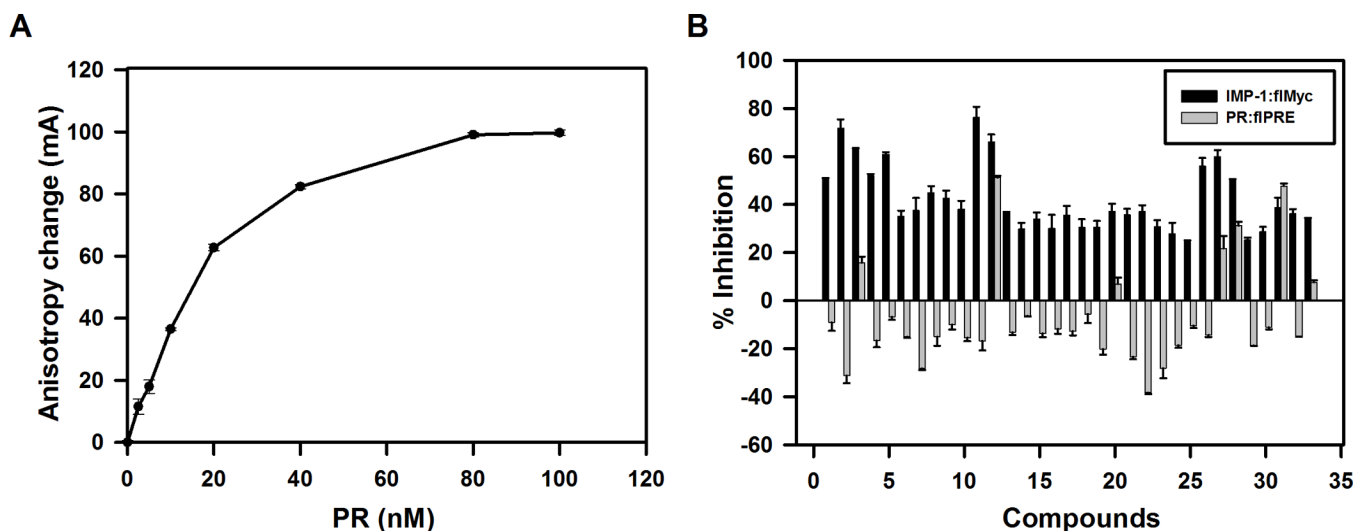 A
Anisotropy change (mA)
120
100
80
60
40
20
0
0 20 40 60 80 100 120
PR (nM)
B
% Inhibition
100
80
60
40
20
0
-20
-40
-60
IMP-1:flMyc
PR:flPRE
0 5 10 15 20 25 30 35
Compounds